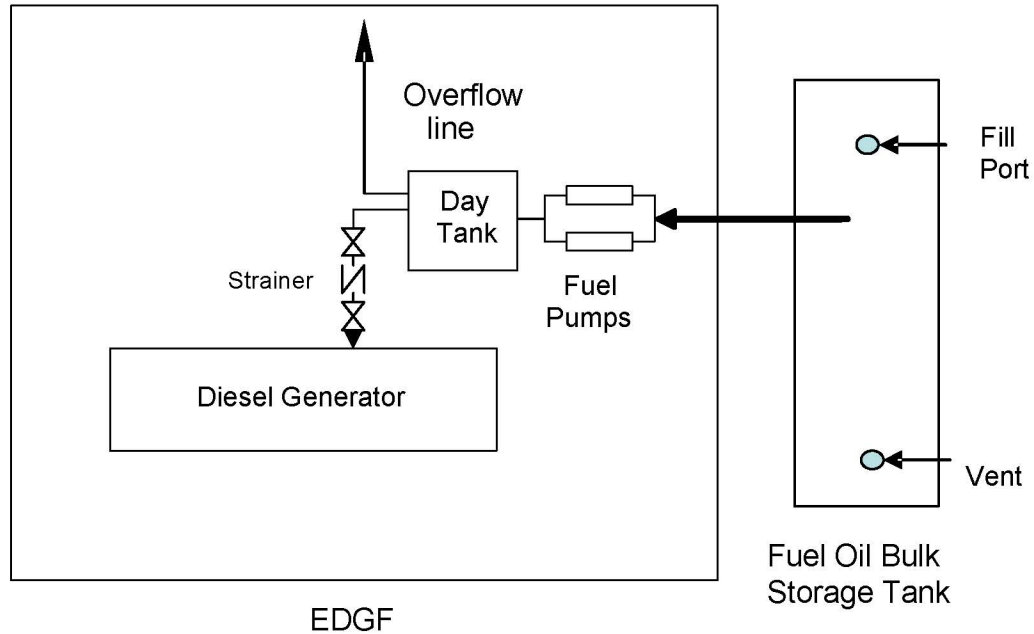 Overflow
line
Day
Tank
Strainer
Fuel
Pumps
Diesel Generator
Fill
Port
Vent
Fuel Oil Bulk
Storage Tank
EDGF